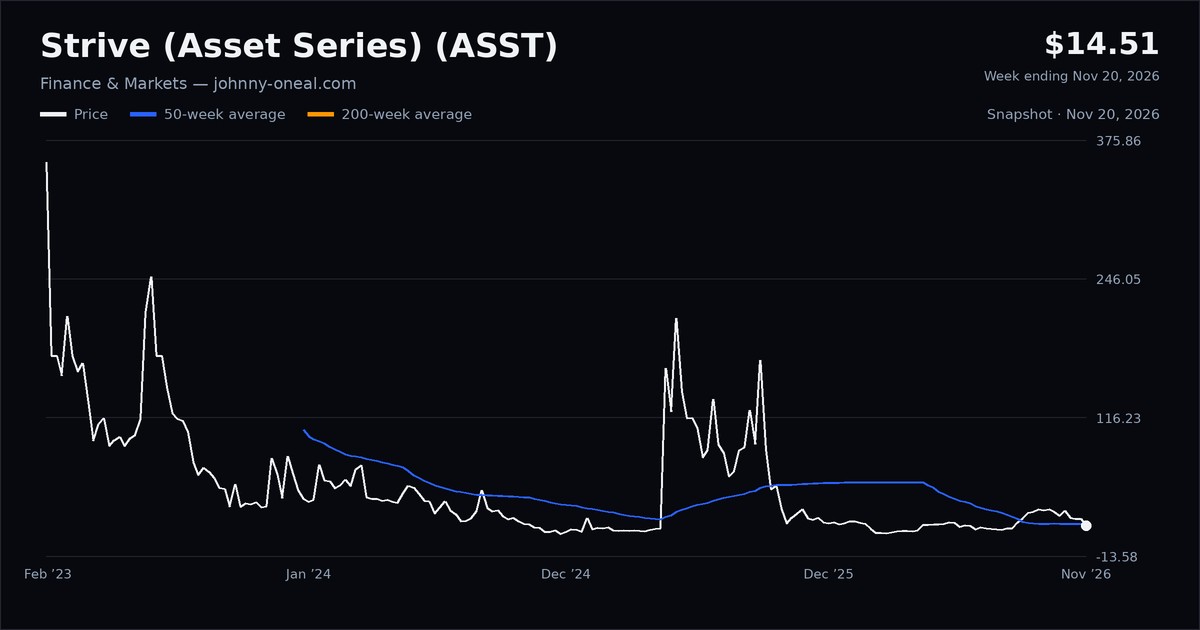 Strive (Asset Series) (ASST)
$14.51
Finance & Markets — johnny-oneal.com
Week ending Nov 20, 2026
Price
50-week average
200-week average
Snapshot · Nov 20, 2026
375.86
246.05
116.23
-13.58
Feb ’23
Jan ’24
Dec ’24
Dec ’25
Nov ’26